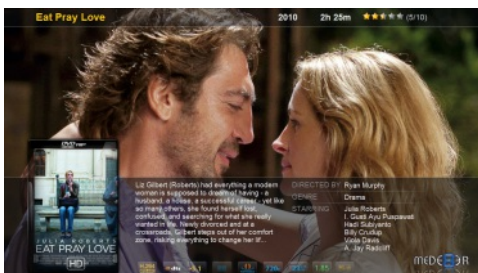 Eat Pray Love 2010 2h 25m (5/10)
Liz Gilbert (Roberts) had everything a modern
woman is supposed to dream of having - a
husband, a house, a successful career - yet like
so many others, she found herself lost,
confused, and searching for what she really
wanted in life. Newly divorced and at a
crossroads, Gilbert steps out of her comfort
zone, risking everything to change her lif...
DIRECTED BY Ryan Murphy
GENRE Drama
STARRING Julia Roberts
I. Gusti Ayu Puspawati
Hadi Subiyanto
Billy Crudup
Viola Davis
A. Jay Radcliff
JULIA ROBERTS
EAT PRAY LOVE
HD
MEDE8ER